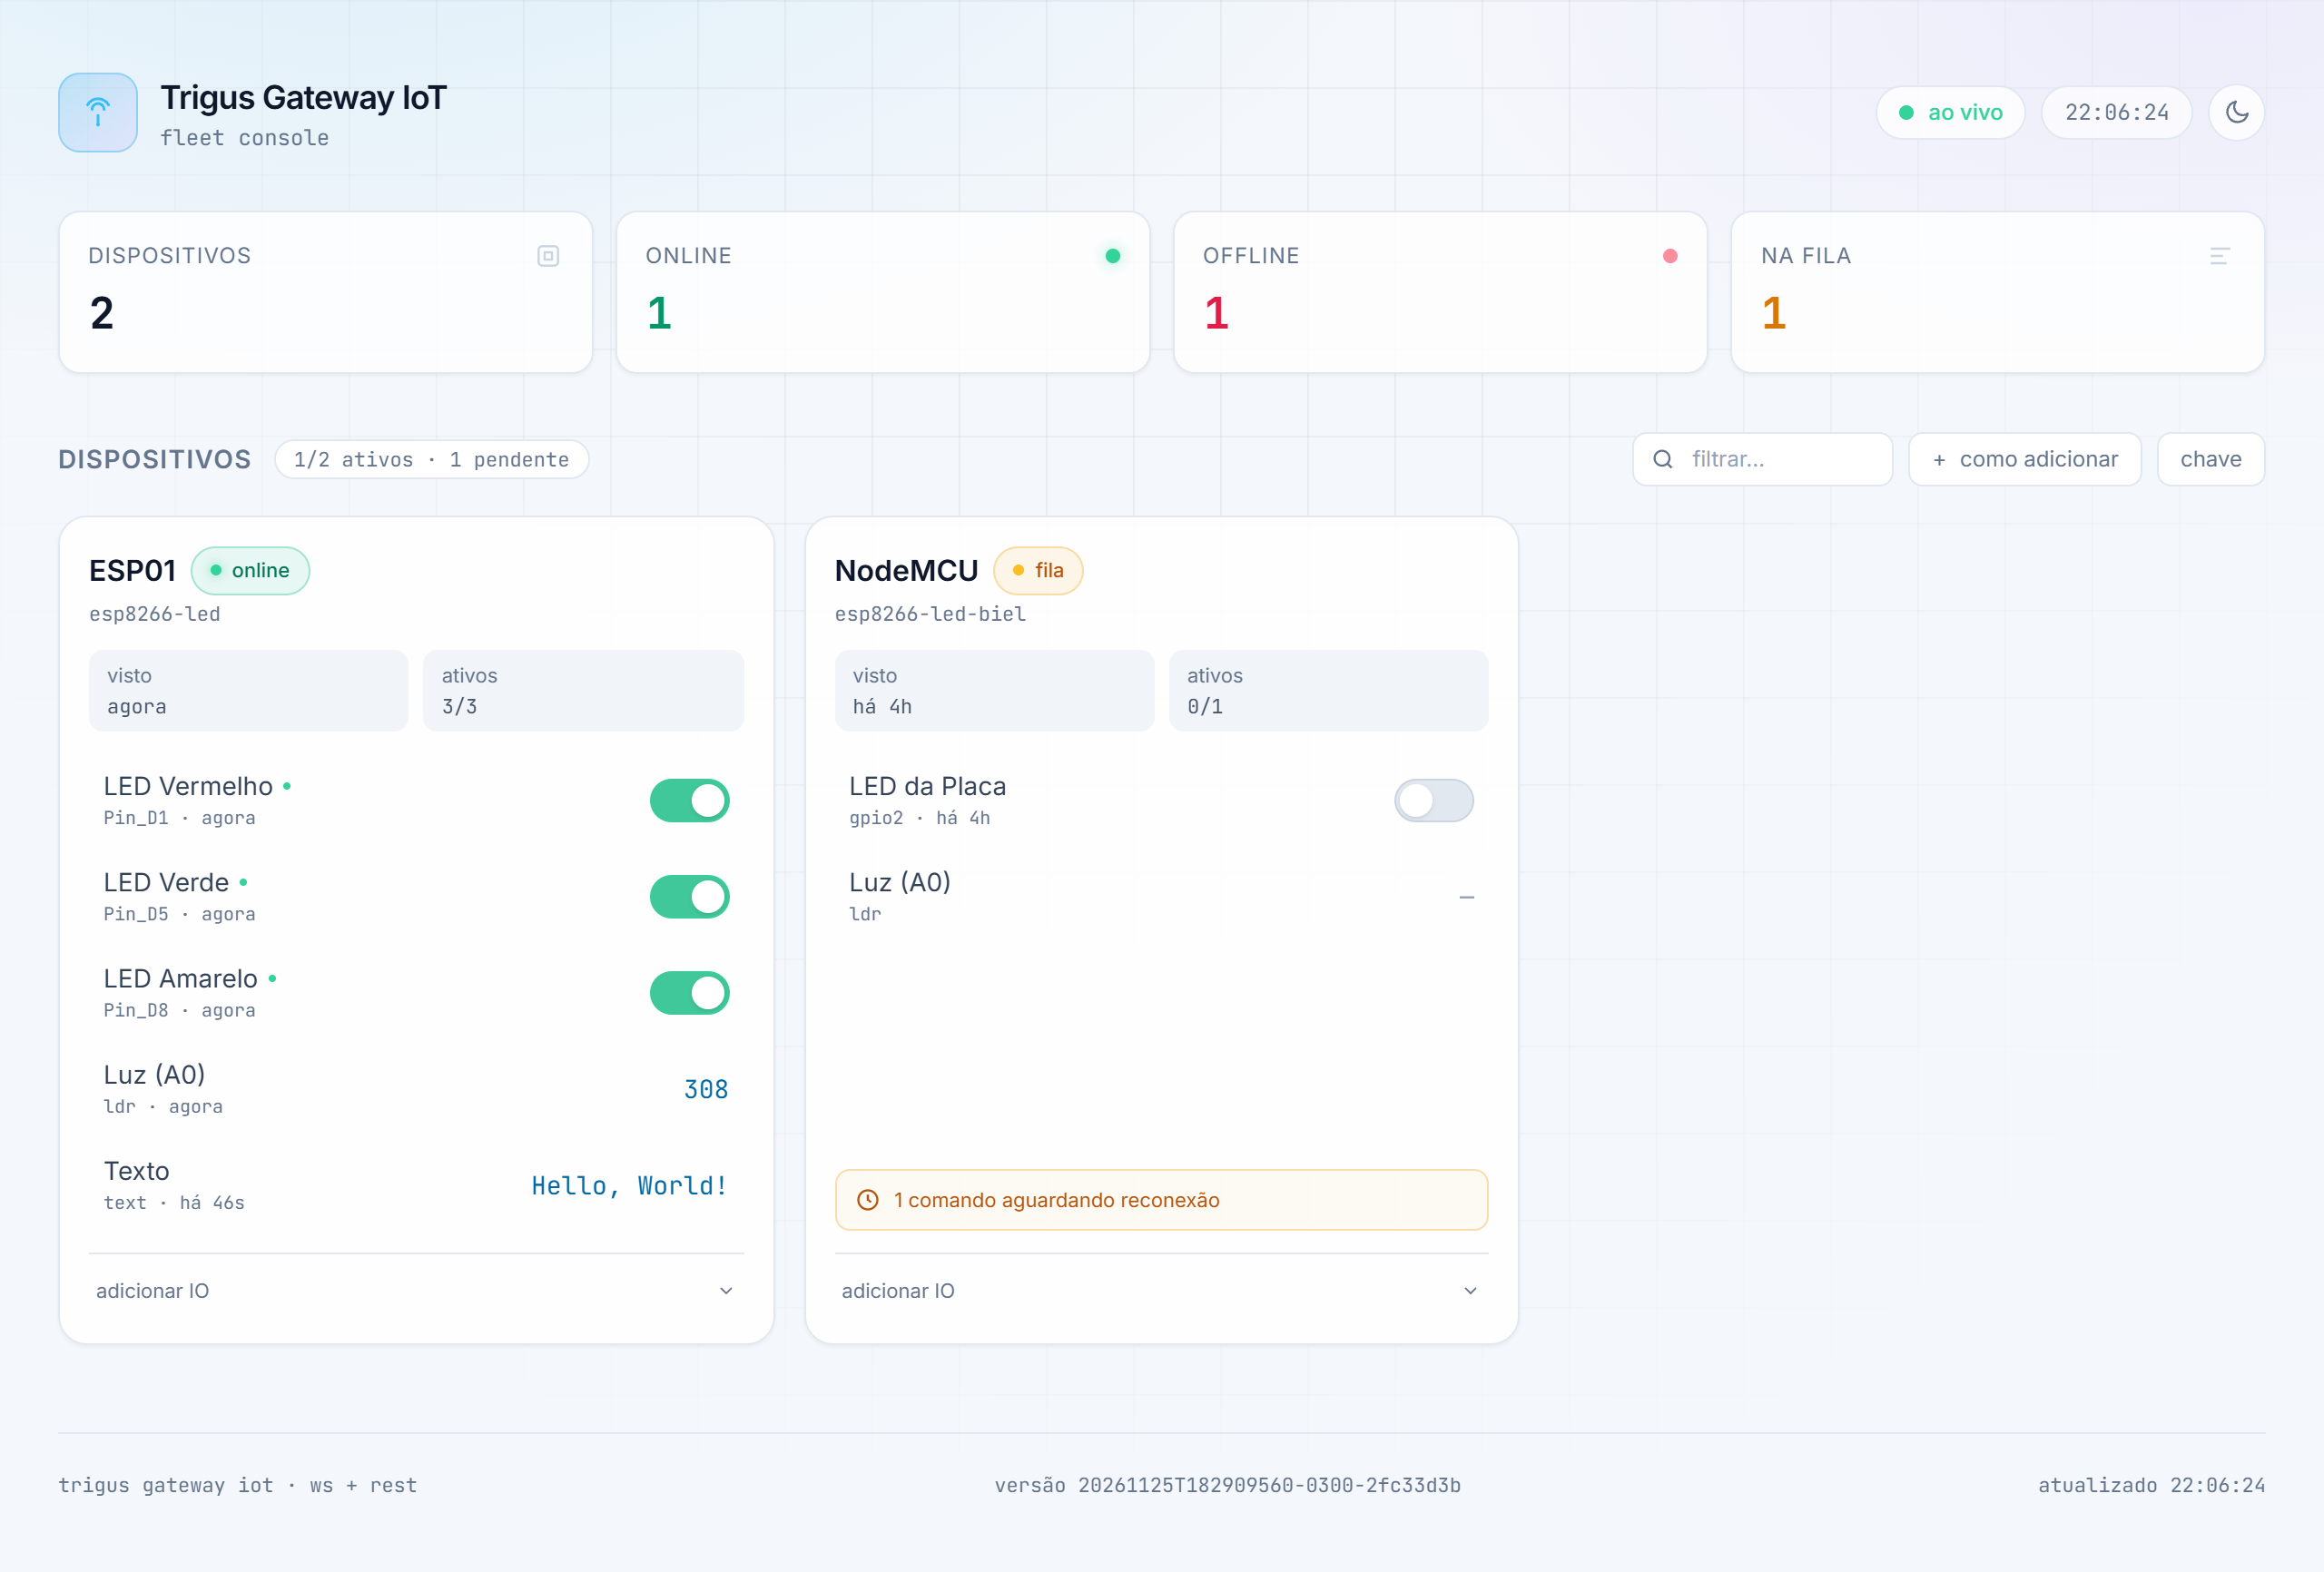 Trigus Gateway IoT
fleet console
ao vivo
22:06:24
DISPOSITIVOS
2
ONLINE
1
OFFLINE
1
NA FILA
1
DISPOSITIVOS
1/2 ativos · 1 pendente
filtrar...
+ como adicionar
chave
ESP01
online
esp8266-led
visto
agora
ativos
3/3
LED Vermelho
Pin_D1 · agora
LED Verde
Pin_D5 · agora
LED Amarelo
Pin_D8 · agora
Luz (A0)
ldr · agora
308
Texto
text · há 46s
Hello, World!
adicionar IO
NodeMCU
fila
esp8266-led-biel
visto
há 4h
ativos
0/1
LED da Placa
gpio2 · há 4h
Luz (A0)
ldr
—
1 comando aguardando reconexão
adicionar IO
trigus gateway iot · ws + rest
versão 20261125T182909560-0300-2fc33d3b
atualizado 22:06:24